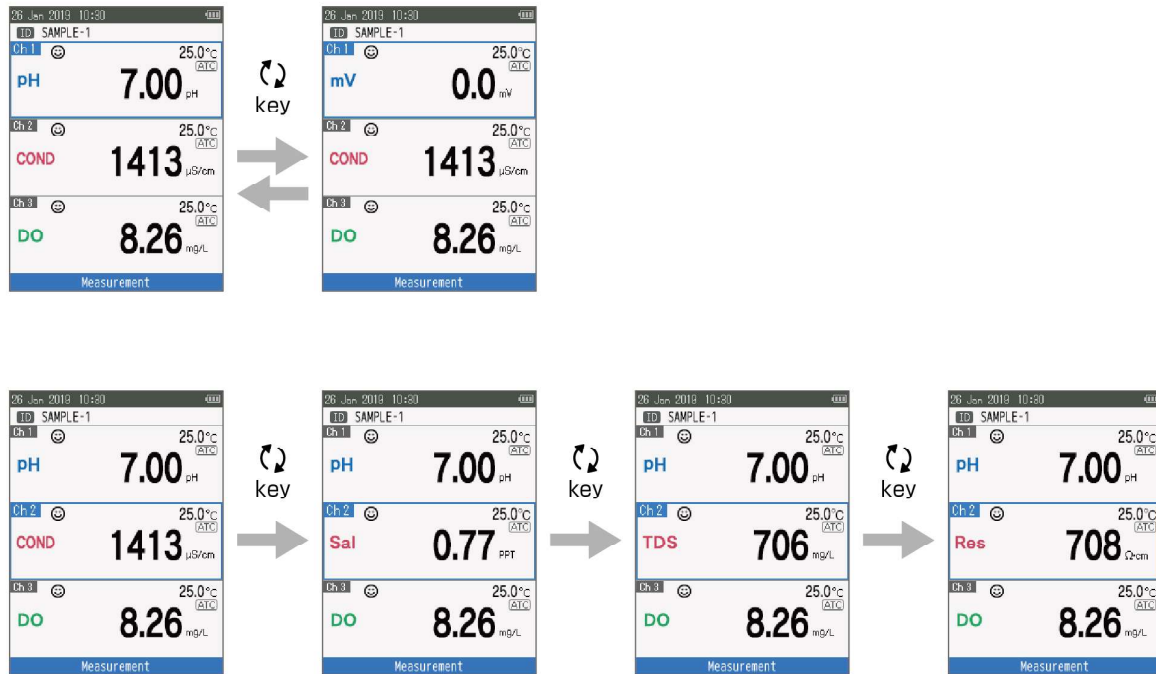 26 Jan 2019 10:30
ID SAMPLE-1
Ch 1 25.0°C
ATC
pH 7.00 pH
Ch 2 25.0°C
ATC
COND 1413 µS/cm
Ch 3 25.0°C
ATC
DO 8.26 mg/L
Measurement
key
26 Jan 2019 10:30
ID SAMPLE-1
Ch 1 25.0°C
ATC
mV 0.0 mV
Ch 2 25.0°C
ATC
COND 1413 µS/cm
Ch 3 25.0°C
ATC
DO 8.26 mg/L
Measurement
26 Jan 2019 10:30
ID SAMPLE-1
Ch 1 25.0°C
ATC
pH 7.00 pH
Ch 2 25.0°C
ATC
COND 1413 µS/cm
Ch 3 25.0°C
ATC
DO 8.26 mg/L
Measurement
key
26 Jan 2019 10:30
ID SAMPLE-1
Ch 1 25.0°C
ATC
pH 7.00 pH
Ch 2 25.0°C
ATC
Sal 0.77 PPT
Ch 3 25.0°C
ATC
DO 8.26 mg/L
Measurement
key
26 Jan 2019 10:30
ID SAMPLE-1
Ch 1 25.0°C
ATC
pH 7.00 pH
Ch 2 25.0°C
ATC
TDS 706 mg/L
Ch 3 25.0°C
ATC
DO 8.26 mg/L
Measurement
key
26 Jan 2019 10:30
ID SAMPLE-1
Ch 1 25.0°C
ATC
pH 7.00 pH
Ch 2 25.0°C
ATC
Res 708 Ω·cm
Ch 3 25.0°C
ATC
DO 8.26 mg/L
Measurement